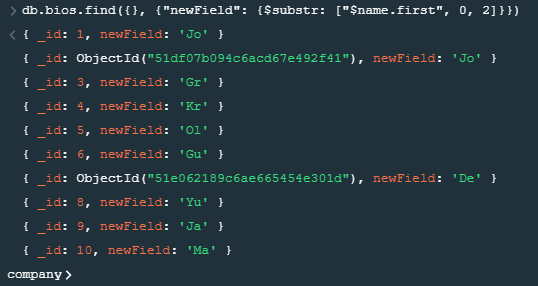 > db.bios.find({}, {"newField": {$substr: ["$name.first", 0, 2]}})
< { _id: 1, newField: 'Jo' }
{ _id: ObjectId("51df07b094c6acd67e492f41"), newField: 'Jo' }
{ _id: 3, newField: 'Gr' }
{ _id: 4, newField: 'Kr' }
{ _id: 5, newField: 'Ol' }
{ _id: 6, newField: 'Gu' }
{ _id: ObjectId("51e062189c6ae665454e301d"), newField: 'De' }
{ _id: 8, newField: 'Yu' }
{ _id: 9, newField: 'Ja' }
{ _id: 10, newField: 'Ma' }
company>